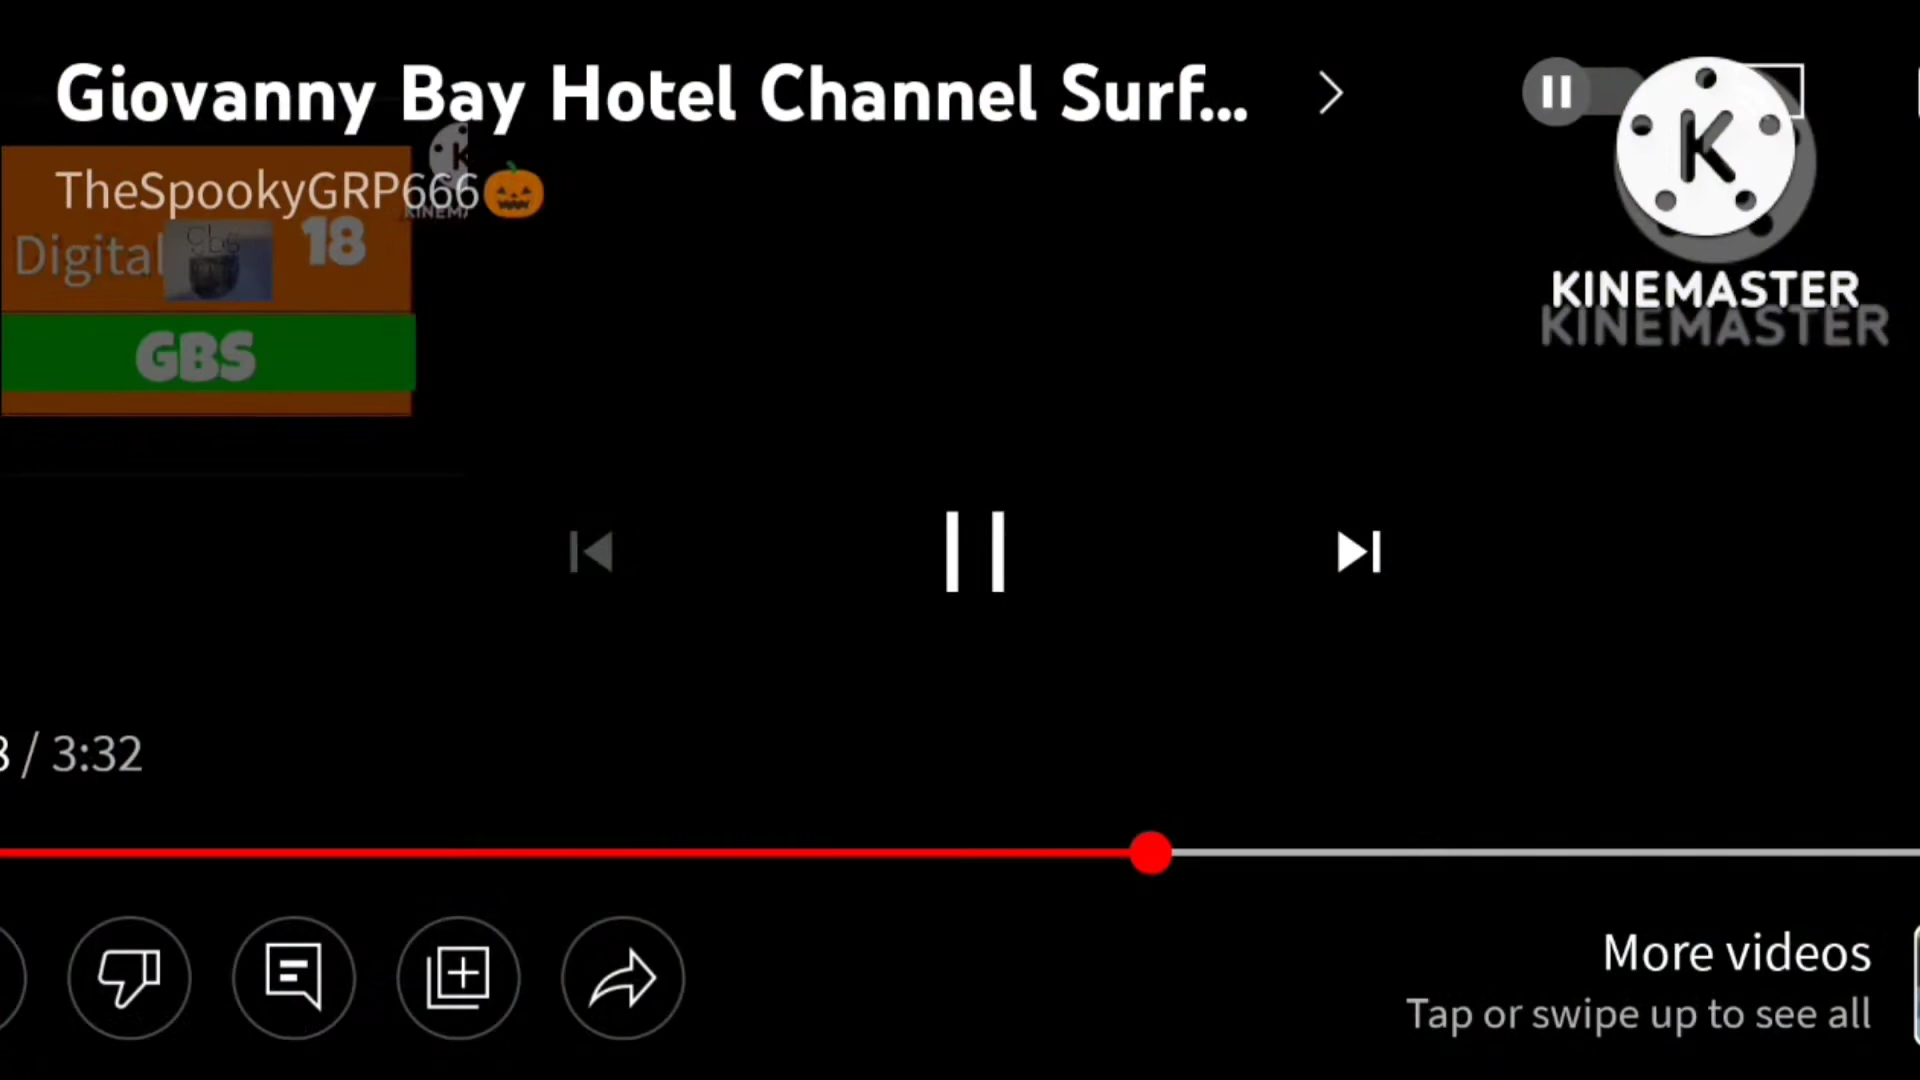 Giovanny Bay Hotel Channel Surf...
TheSpookyGRP666🎃
K
KINEMASTER
KINEMASTER
Digital
gbs
18
GBS
/ 3:32
More videos
Tap or swipe up to see all